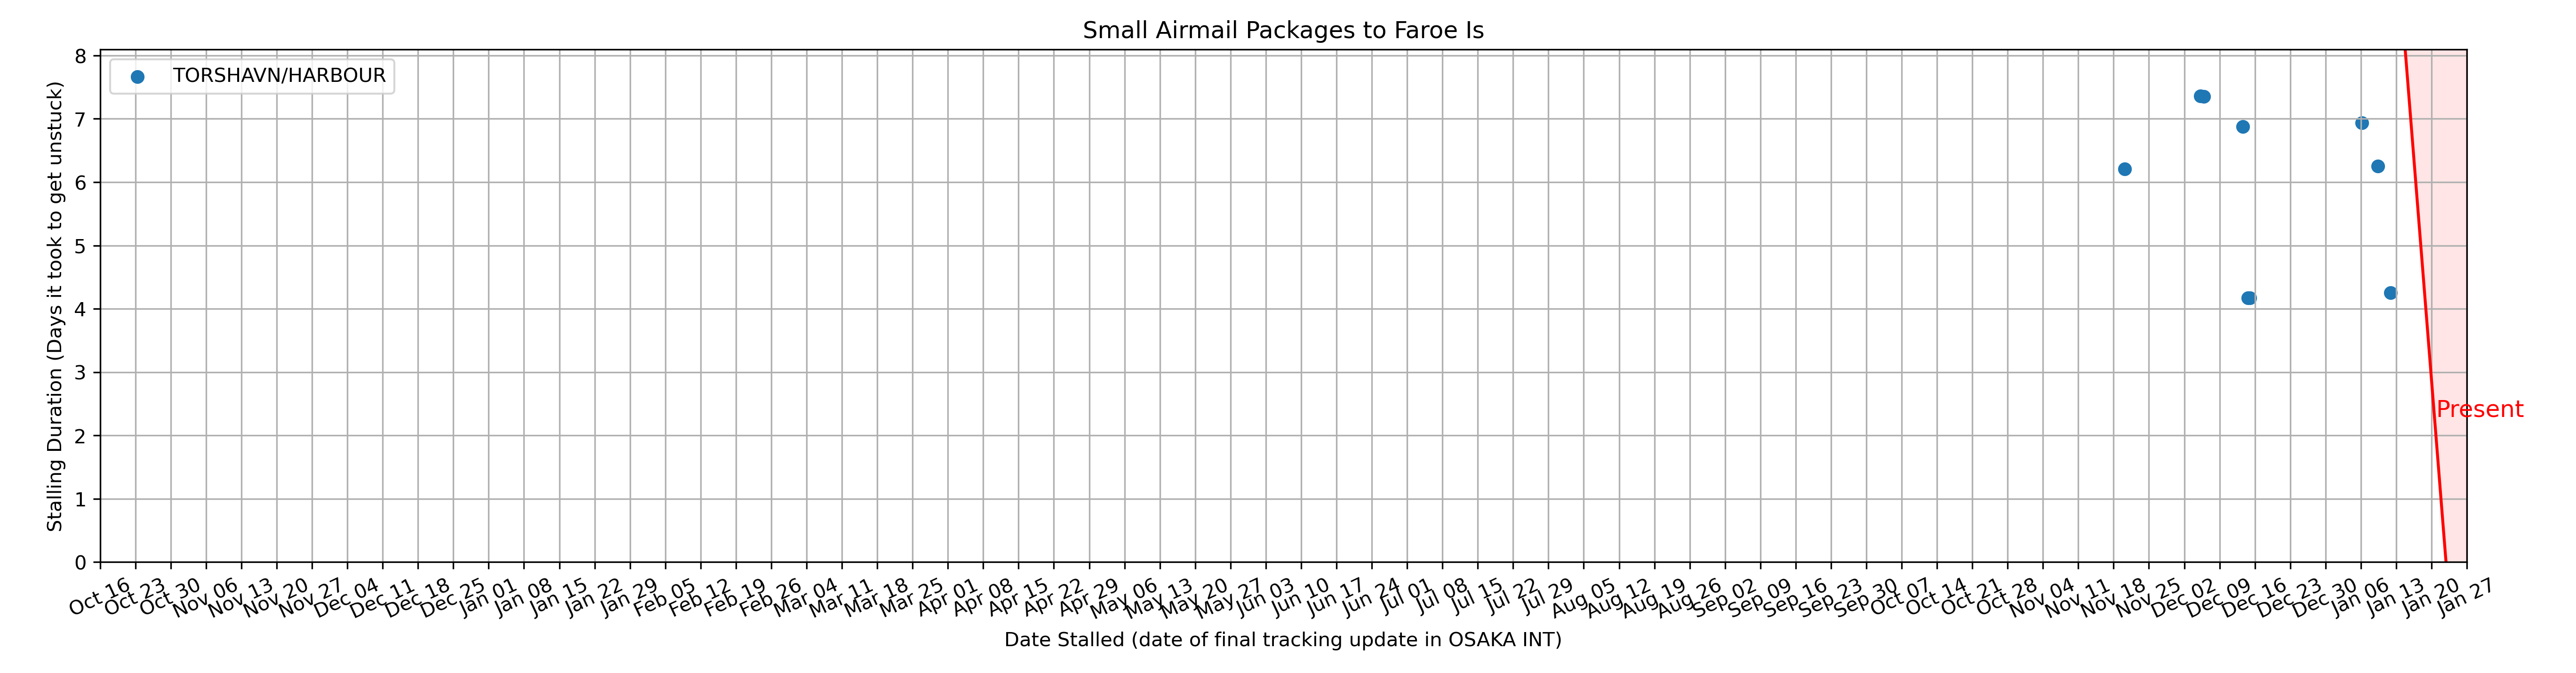 Small Airmail Packages to Faroe Is
TORSHAVN/HARBOUR
Stalling Duration (Days it took to get unstuck)
8
7
6
5
4
3
2
1
0
Present
Oct 16 Oct 23 Oct 30 Nov 06 Nov 13 Nov 20 Nov 27 Dec 04 Dec 11 Dec 18 Dec 25 Jan 01 Jan 08 Jan 15 Jan 22 Jan 29 Feb 05 Feb 12 Feb 19 Feb 26 Mar 04 Mar 11 Mar 18 Mar 25 Apr 01 Apr 08 Apr 15 Apr 22 Apr 29 May 06 May 13 May 20 May 27 Jun 03 Jun 10 Jun 17 Jun 24 Jul 01 Jul 08 Jul 15 Jul 22 Jul 29 Aug 05 Aug 12 Aug 19 Aug 26 Sep 02 Sep 09 Sep 16 Sep 23 Sep 30 Oct 07 Oct 14 Oct 21 Oct 28 Nov 04 Nov 11 Nov 18 Nov 25 Dec 02 Dec 09 Dec 16 Dec 23 Dec 30 Jan 06 Jan 13 Jan 20 Jan 27
Date Stalled (date of final tracking update in OSAKA INT)